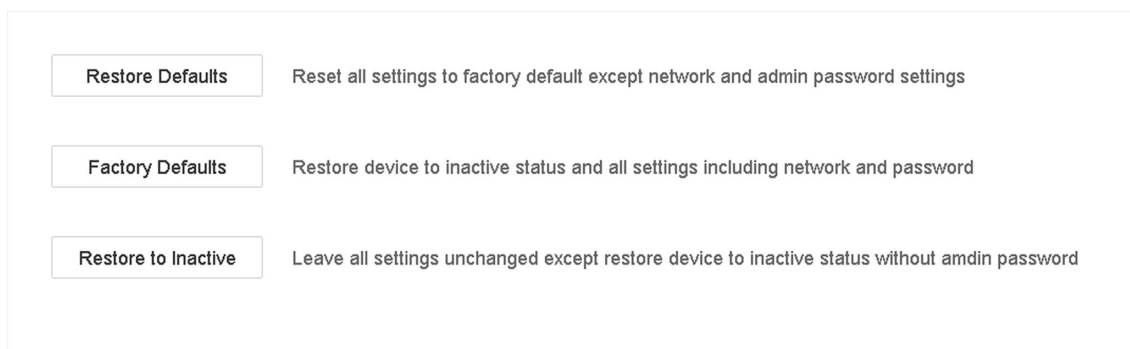 Restore Defaults Reset all settings to factory default except network and admin password settings
Factory Defaults Restore device to inactive status and all settings including network and password
Restore to Inactive Leave all settings unchanged except restore device to inactive status without amdin password